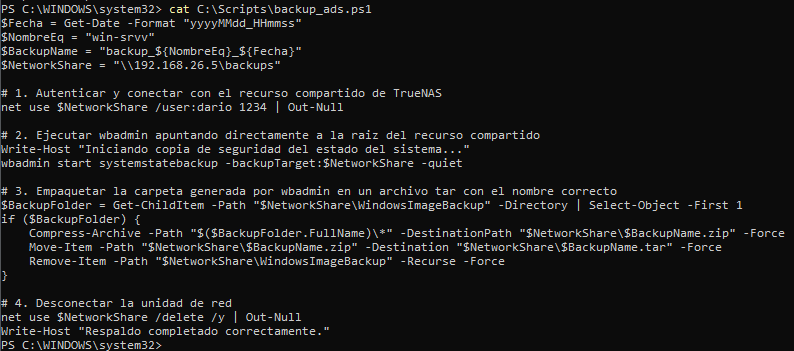 PS C:\WINDOWS\system32> cat C:\Scripts\backup_ads.ps1
$Fecha = Get-Date -Format "yyyyMMdd_HHmmss"
$NombreEq = "win-srvv"
$BackupName = "backup_${NombreEq}_${Fecha}"
$NetworkShare = "\\192.168.26.5\backups"

# 1. Autenticar y conectar con el recurso compartido de TrueNAS
net use $NetworkShare /user:dario 1234 | Out-Null

# 2. Ejecutar wbadmin apuntando directamente a la raiz del recurso compartido
Write-Host "Iniciando copia de seguridad del estado del sistema..."
wbadmin start systemstatebackup -backupTarget:$NetworkShare -quiet

# 3. Empaquetar la carpeta generada por wbadmin en un archivo tar con el nombre correcto
$BackupFolder = Get-ChildItem -Path "$NetworkShare\WindowsImageBackup" -Directory | Select-Object -First 1
if ($BackupFolder) {
    Compress-Archive -Path "$($BackupFolder.FullName)\*" -DestinationPath "$NetworkShare\$BackupName.zip" -Force
    Move-Item -Path "$NetworkShare\$BackupName.zip" -Destination "$NetworkShare\$BackupName.tar" -Force
    Remove-Item -Path "$NetworkShare\WindowsImageBackup" -Recurse -Force
}

# 4. Desconectar la unidad de red
net use $NetworkShare /delete /y | Out-Null
Write-Host "Respaldo completado correctamente."
PS C:\WINDOWS\system32>